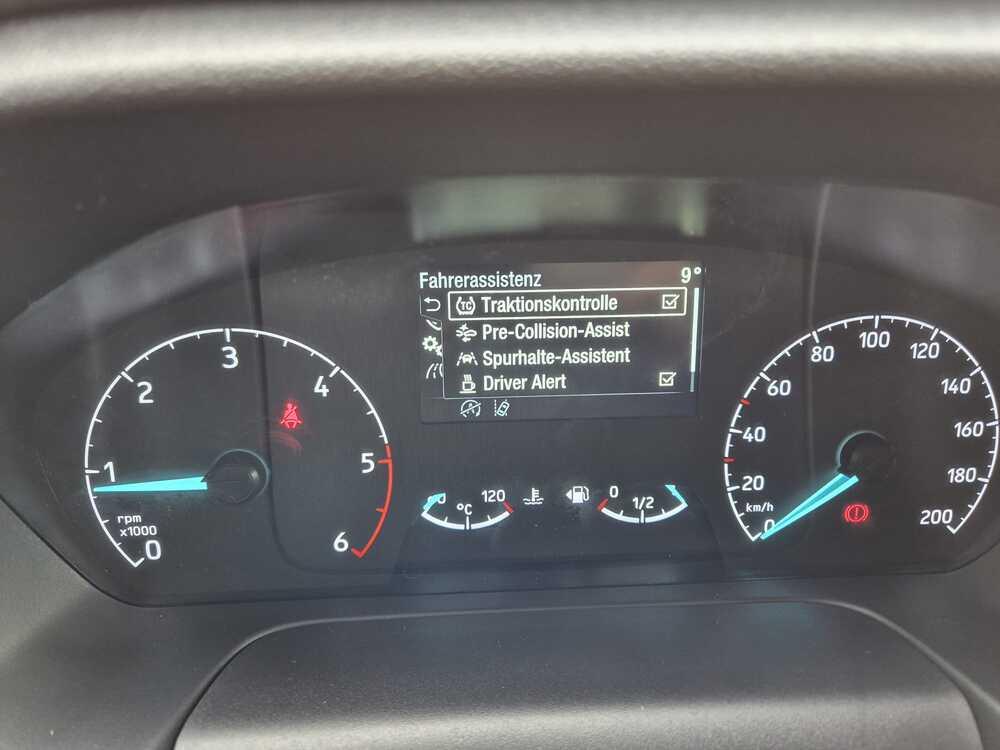 Fahrerassistenz 9°
TC Traktionskontrolle
Pre-Collision-Assist
Spurhalte-Assistent
Driver Alert
0 1 2 3 4 5 6
rpm
x1000
120
°C
0 1/2
0 20 40 60 80 100 120 140 160 180 200
km/h